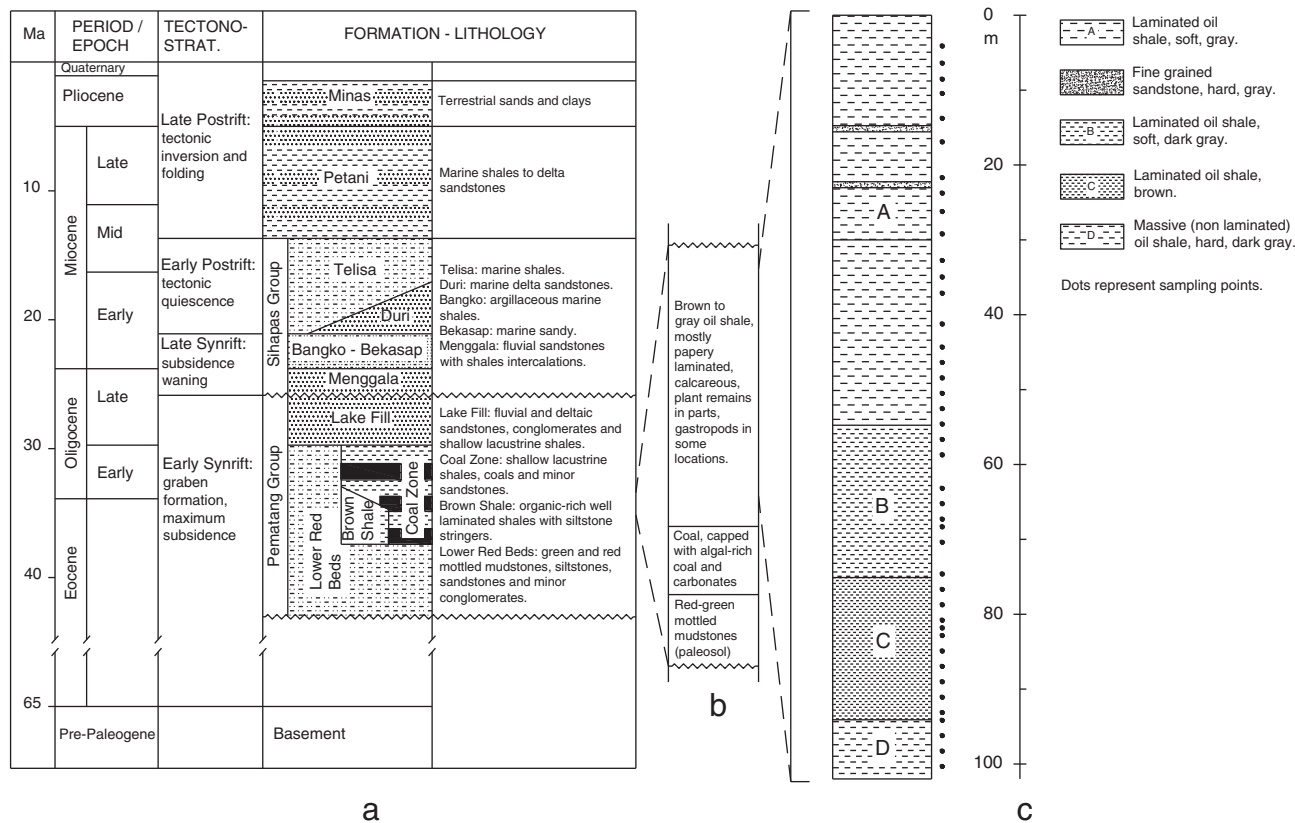 Ma
PERIOD /
EPOCH
TECTONO-
STRAT.
FORMATION - LITHOLOGY
Quaternary
Pliocene
Miocene
Late
Mid
Early
Oligocene
Late
Early
Eocene
Pre-Paleogene
10
20
30
40
65
Late Postrift:
tectonic
inversion and
folding
Early Postrift:
tectonic
quiescence
Late Synrift:
subsidence
waning
Early Synrift:
graben
formation,
maximum
subsidence
Sihapas Group
Pematang Group
Minas
Petani
Telisa
Duri
Bangko - Bekasap
Menggala
Lake Fill
Lower Red
Beds
Brown
Shale
Coal Zone
Basement
Terrestrial sands and clays
Marine shales to delta
sandstones
Telisa: marine shales.
Duri: marine delta sandstones.
Bangko: argillaceous marine
shales.
Bekasap: marine sandy.
Menggala: fluvial sandstones
with shales intercalations.
Lake Fill: fluvial and deltaic
sandstones, conglomerates and
shallow lacustrine shales.
Coal Zone: shallow lacustrine
shales, coals and minor
sandstones.
Brown Shale: organic-rich well
laminated shales with siltstone
stringers.
Lower Red Beds: green and red
mottled mudstones, siltstones,
sandstones and minor
conglomerates.
a
Brown to
gray oil shale,
mostly
papery
laminated,
calcareous,
plant remains
in parts,
gastropods in
some
locations.
Coal, capped
with algal-rich
coal and
carbonates
Red-green
mottled
mudstones
(paleosol)
b
A
B
C
D
0
m
20
40
60
80
100
c
A
Laminated oil
shale, soft, gray.
Fine grained
sandstone, hard, gray.
B
Laminated oil shale,
soft, dark gray.
C
Laminated oil shale,
brown.
D
Massive (non laminated)
oil shale, hard, dark gray.
Dots represent sampling points.